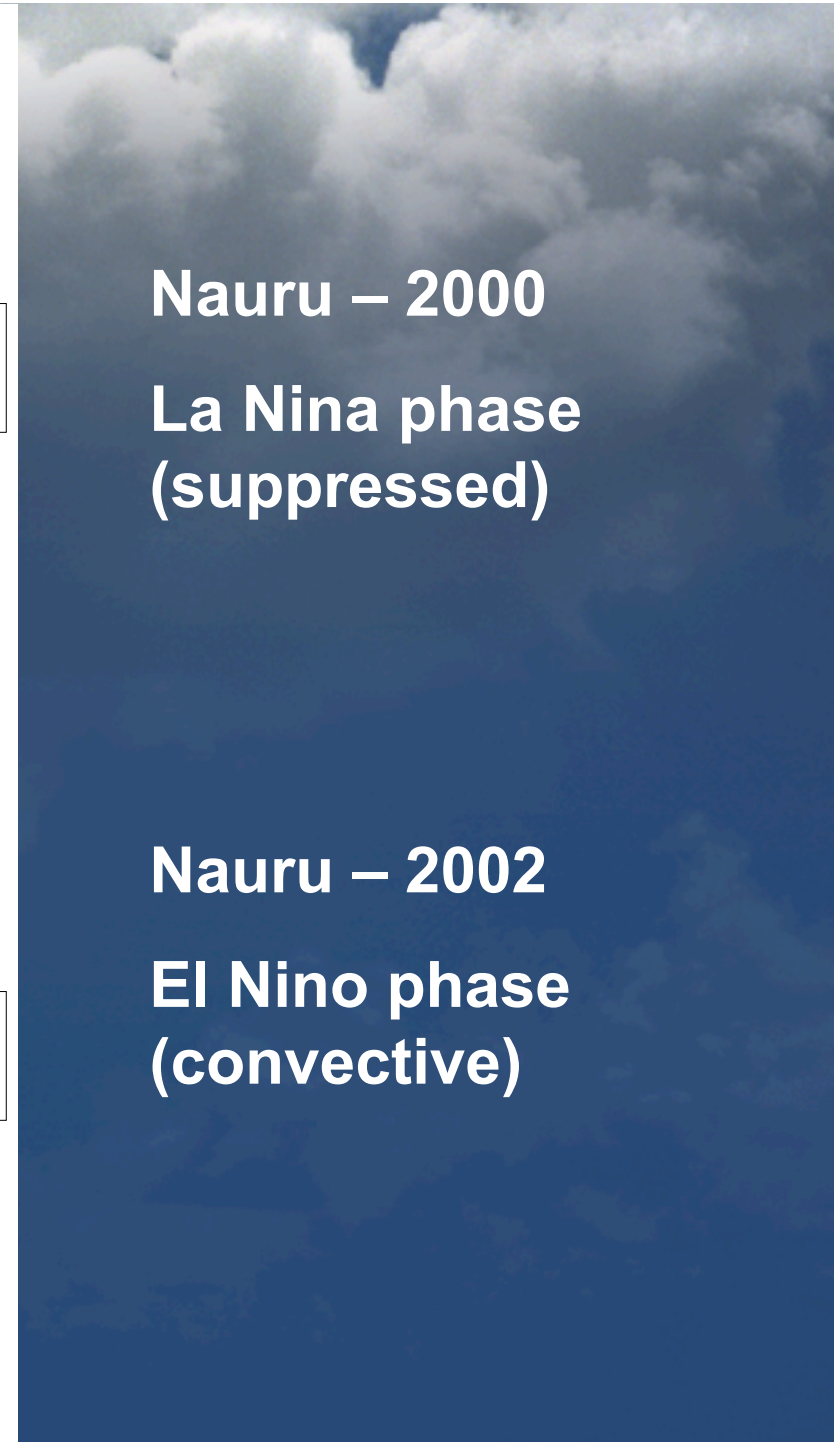 Nauru – 2000
La Nina phase
(suppressed)
Nauru – 2002
El Nino phase
(convective)